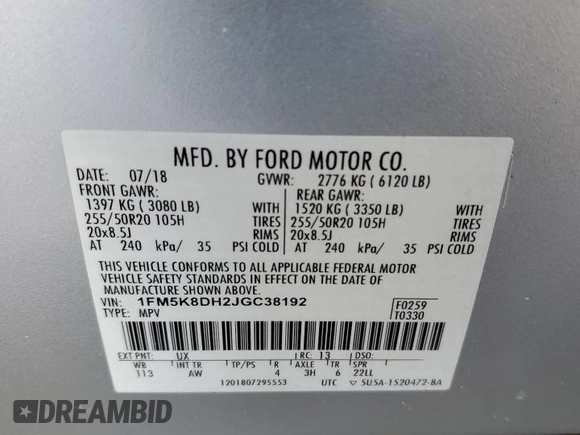 MFD. BY FORD MOTOR CO.
DATE: 07/18 GVWR: 2776 KG ( 6120 LB)
FRONT GAWR: REAR GAWR:
1397 KG ( 3080 LB) WITH 1520 KG ( 3350 LB) WITH
255/50R20 105H TIRES 255/50R20 105H TIRES
20x8.5J RIMS 20x8.5J RIMS
AT 240 kPa/ 35 PSI COLD AT 240 kPa/ 35 PSI COLD
THIS VEHICLE CONFORMS TO ALL APPLICABLE FEDERAL MOTOR
VEHICLE SAFETY STANDARDS IN EFFECT ON THE DATE OF
MANUFACTURE SHOWN ABOVE.
VIN: 1FM5K8DH2JGC38192 F0259
TYPE: MPV T0330
EXT PNT: UX RC: 13 DSO:
WB INT TR TP/PS R AXLE TR SPR
113 AW 4 3H 6 22LL
1201807295553 UTC ▽ 5U5A-1520472-BA
DREAMBID